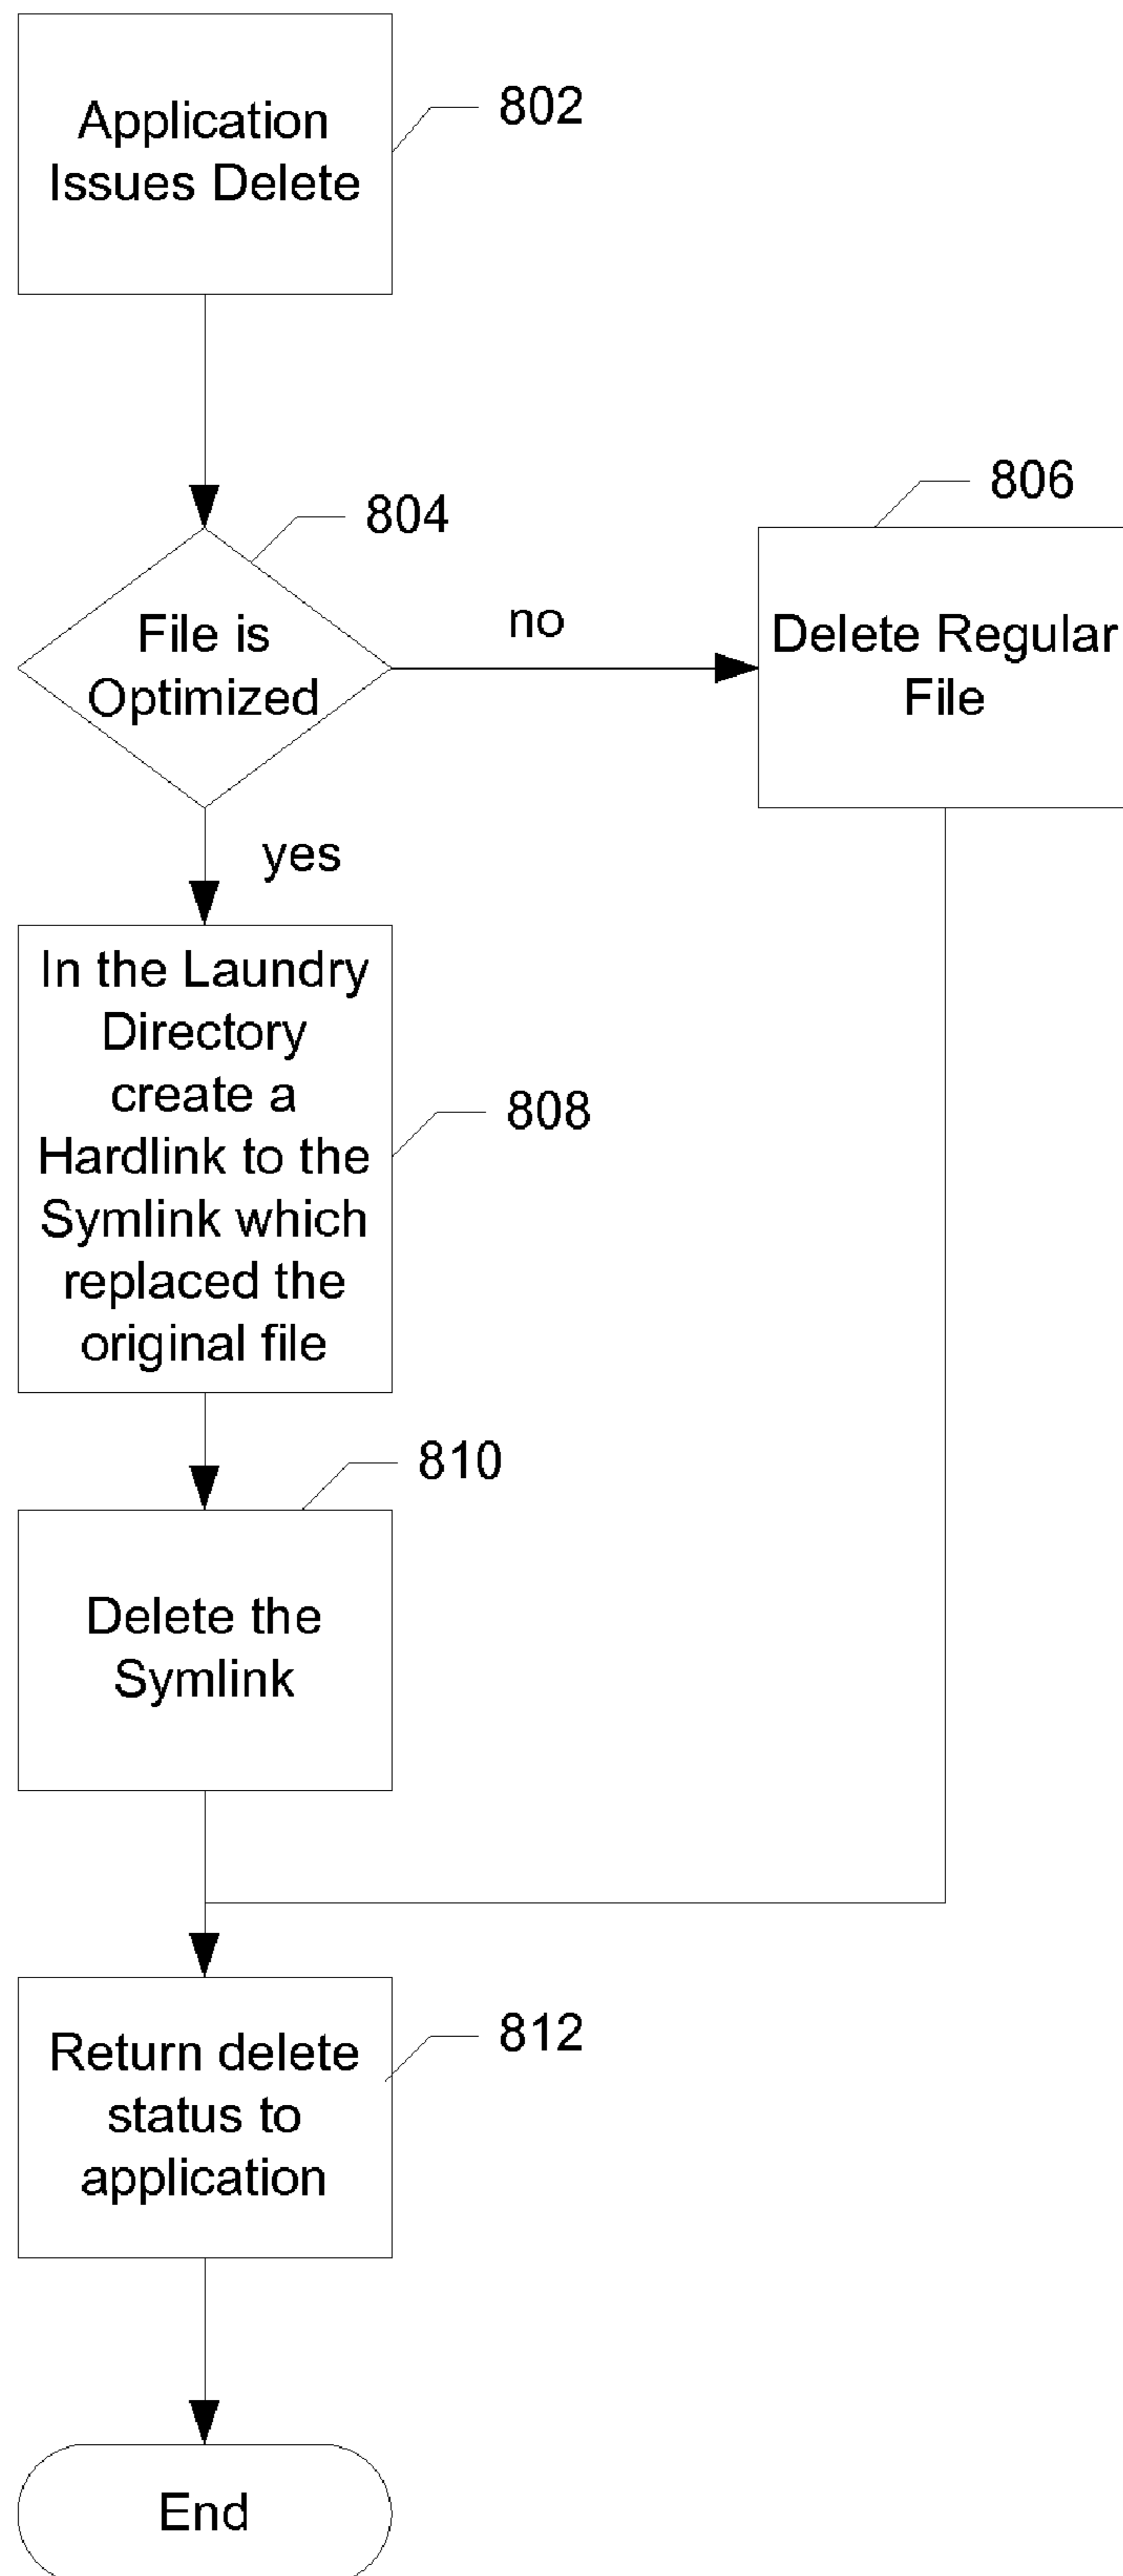 Application
Issues Delete
802
804
File is
Optimized
no
806
Delete Regular
File
yes
In the Laundry
Directory
create a
Hardlink to the
Symlink which
replaced the
original file
808
810
Delete the
Symlink
Return delete
status to
application
812
End